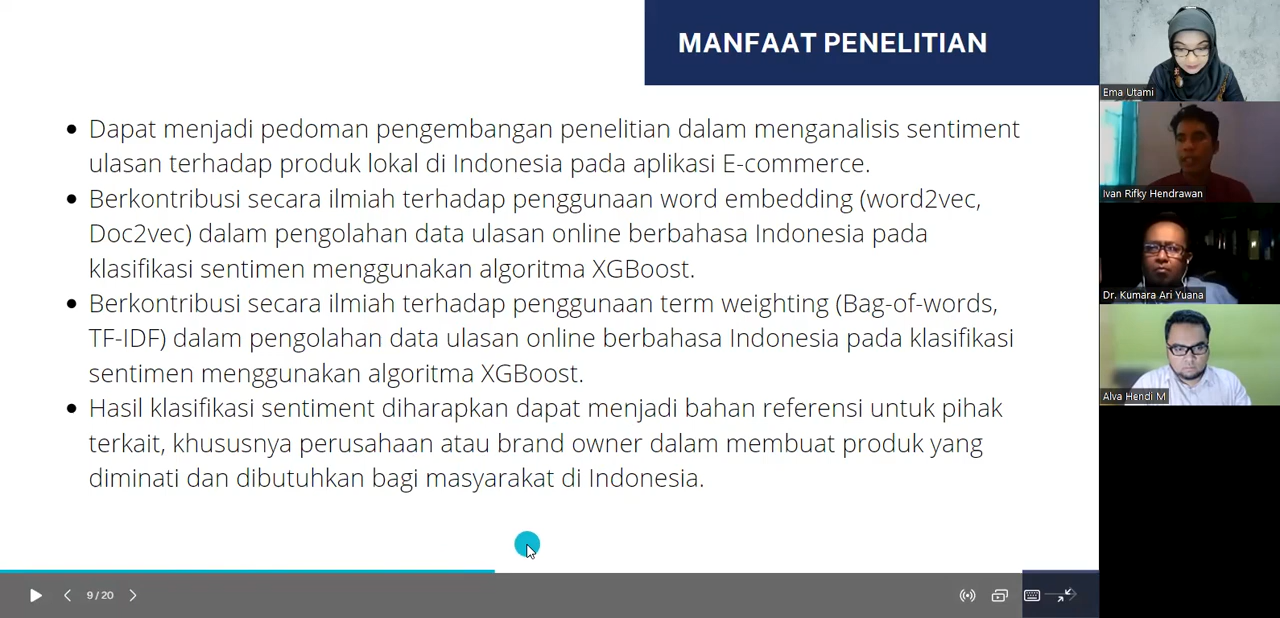 MANFAAT PENELITIAN
Dapat menjadi pedoman pengembangan penelitian dalam menganalisis sentiment
ulasan terhadap produk lokal di Indonesia pada aplikasi E-commerce.
Berkontribusi secara ilmiah terhadap penggunaan word embedding (word2vec,
Doc2vec) dalam pengolahan data ulasan online berbahasa Indonesia pada
klasifikasi sentimen menggunakan algoritma XGBoost.
Berkontribusi secara ilmiah terhadap penggunaan term weighting (Bag-of-words,
TF-IDF) dalam pengolahan data ulasan online berbahasa Indonesia pada klasifikasi
sentimen menggunakan algoritma XGBoost.
Hasil klasifikasi sentiment diharapkan dapat menjadi bahan referensi untuk pihak
terkait, khususnya perusahaan atau brand owner dalam membuat produk yang
diminati dan dibutuhkan bagi masyarakat di Indonesia.
9 / 20
Ema Utami
Ivan Rifky Hendrawan
Dr. Kumara Ari Yuana
Alva Hendi M